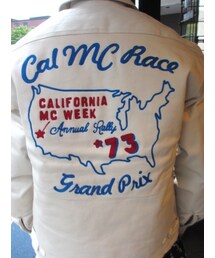 Cal MC Race
CALIFORNIA
MC WEEK
Annual Rally
*73
Grand Prix